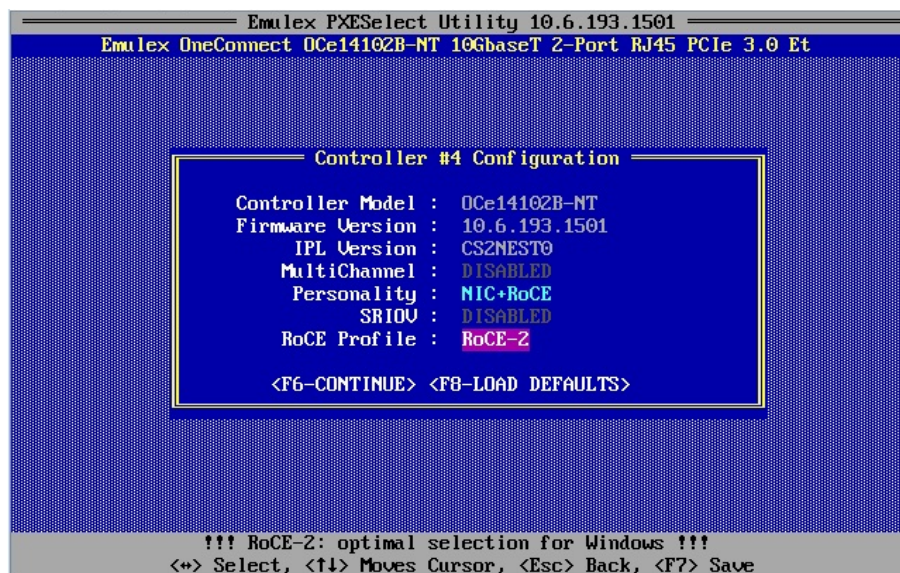 Emulex PXESelect Utility 10.6.193.1501
Emulex OneConnect OCe14102B-NT 10GbaseT 2-Port RJ45 PCIe 3.0 Et
Controller #4 Configuration
Controller Model : OCe14102B-NT
Firmware Version : 10.6.193.1501
IPL Version : CS2NEST0
MultiChannel : DISABLED
Personality : NIC+RoCE
SRIOV : DISABLED
RoCE Profile : RoCE-2
<F6-CONTINUE> <F8-LOAD DEFAULTS>
!!! RoCE-2: optimal selection for Windows !!!
<↔> Select, <↑↓> Moves Cursor, <Esc> Back, <F7> Save